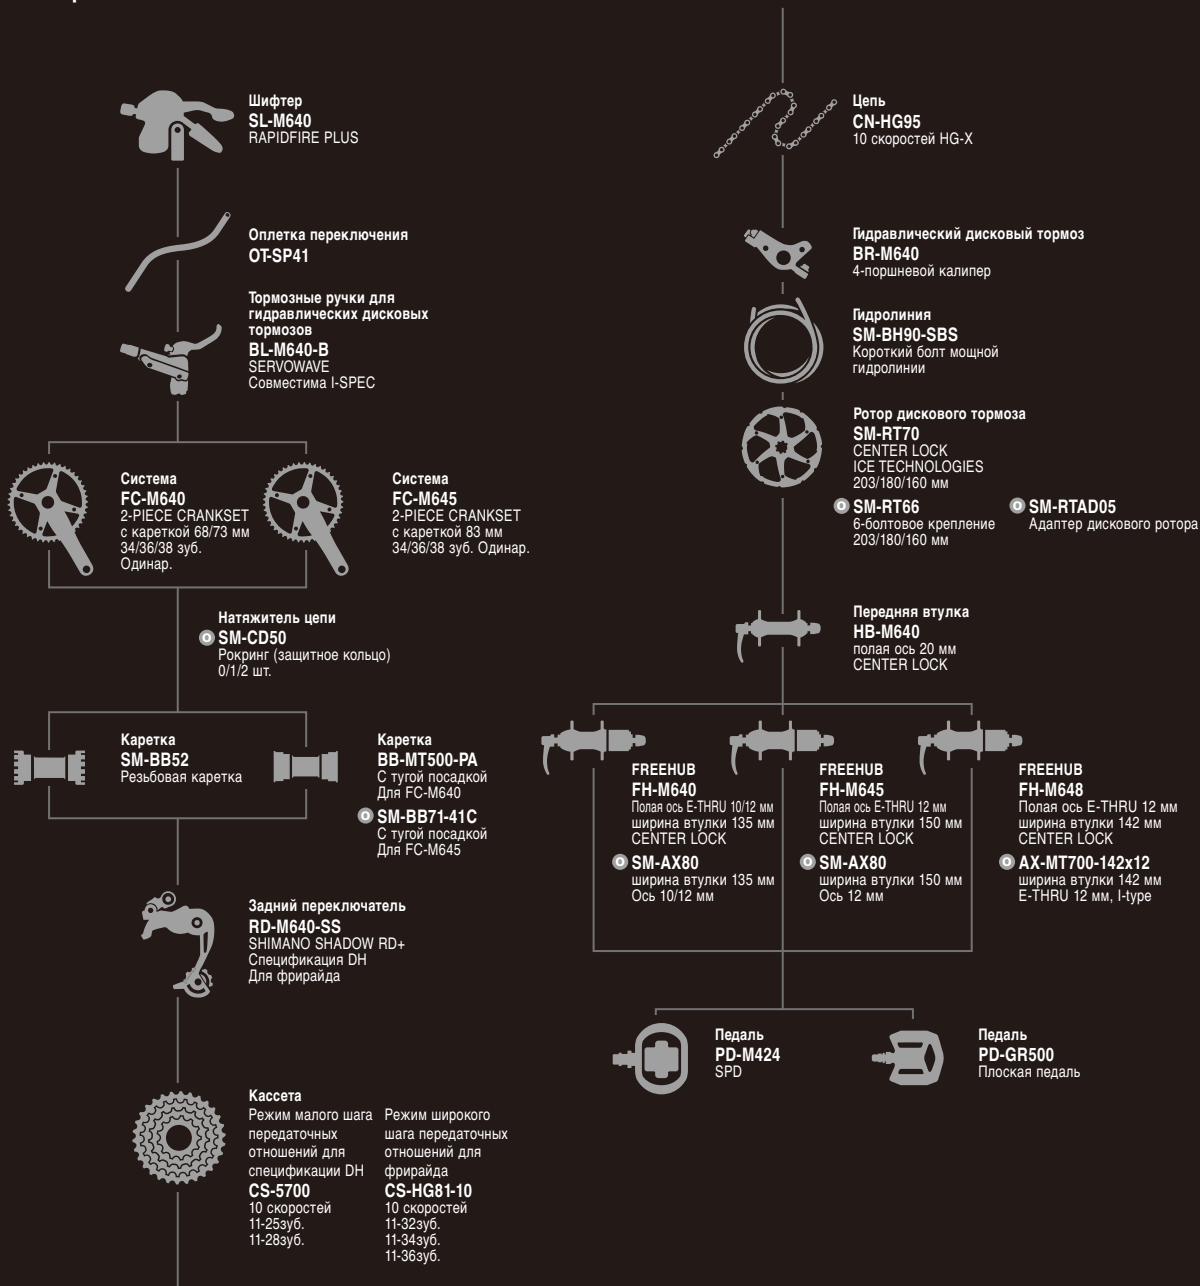 Шифтер
SL-M640
RAPIDFIRE PLUS
Оплетка переключения
OT-SP41
Тормозные ручки для
гидравлических дисковых
тормозов
BL-M640-B
SERVOWAVE
Совместима I-SPEC
Система
FC-M640
2-PIECE CRANKSET
с кареткой 68/73 мм
34/36/38 зуб.
Одинар.
Система
FC-M645
2-PIECE CRANKSET
с кареткой 83 мм
34/36/38 зуб. Одинар.
Натяжитель цепи
O SM-CD50
Рокринг (защитное кольцо)
0/1/2 шт.
Каретка
SM-BB52
Резьбовая каретка
Каретка
BB-MT500-PA
С тугой посадкой
Для FC-M640
O SM-BB71-41C
С тугой посадкой
Для FC-M645
Задний переключатель
RD-M640-SS
SHIMANO SHADOW RD+
Спецификация DH
Для фрирайда
Кассета
Режим малого шага
передаточных
отношений для
спецификации DH
CS-5700
10 скоростей
11-25зуб.
11-28зуб.
Режим широкого
шага передаточных
отношений для
фрирайда
CS-HG81-10
10 скоростей
11-32зуб.
11-34зуб.
11-36зуб.
Цепь
CN-HG95
10 скоростей HG-X
Гидравлический дисковый тормоз
BR-M640
4-поршневой калипер
Гидролиния
SM-BH90-SBS
Короткий болт мощной
гидролинии
Ротор дискового тормоза
SM-RT70
CENTER LOCK
ICE TECHNOLOGIES
203/180/160 мм
O SM-RT66
6-болтовое крепление
203/180/160 мм
O SM-RTAD05
Адаптер дискового ротора
Передняя втулка
HB-M640
полая ось 20 мм
CENTER LOCK
FREEHUB
FH-M640
Полая ось E-THRU 10/12 мм
ширина втулки 135 мм
CENTER LOCK
O SM-AX80
ширина втулки 135 мм
Ось 10/12 мм
FREEHUB
FH-M645
Полая ось E-THRU 12 мм
ширина втулки 150 мм
CENTER LOCK
O SM-AX80
ширина втулки 150 мм
Ось 12 мм
FREEHUB
FH-M648
Полая ось E-THRU 12 мм
ширина втулки 142 мм
CENTER LOCK
O AX-MT700-142x12
ширина втулки 142 мм
E-THRU 12 мм, I-type
Педаль
PD-M424
SPD
Педаль
PD-GR500
Плоская педаль